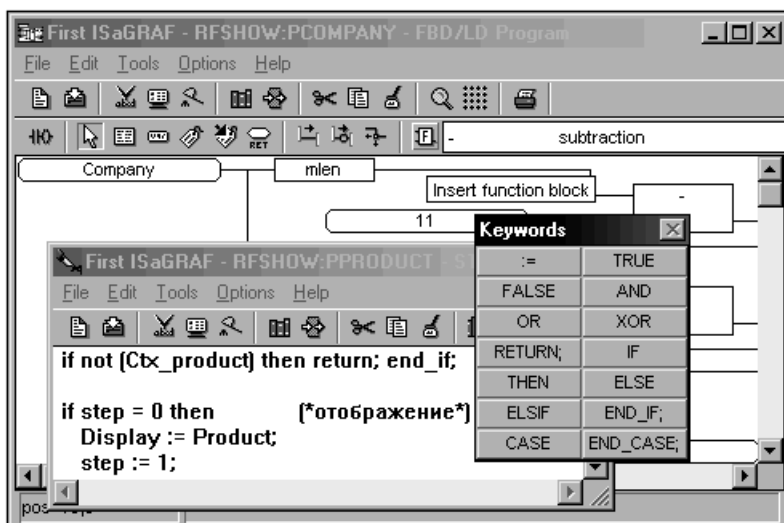 First ISaGRAF - RFSHOW:PCOMPANY - FBD/LD Program
File Edit Tools Options Help
RET - subtraction
Company mlen
Insert function block -
11
Keywords
:= TRUE
FALSE AND
OR XOR
RETURN; IF
THEN ELSE
ELSIF END_IF;
CASE END_CASE;
First ISaGRAF - RFSHOW:PPRODUCT - S
File Edit Tools Options Help
if not (Ctx_product) then return; end_if;
if step = 0 then (*отображение*)
Display := Product;
step := 1;